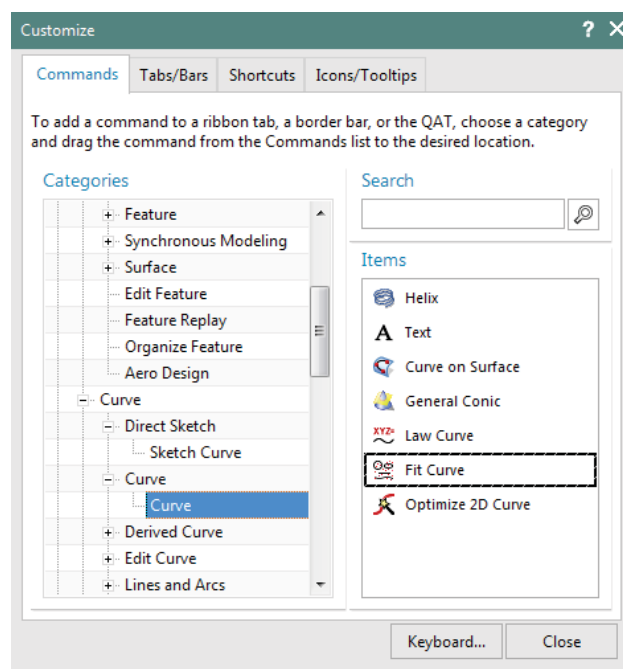 Customize
?
Commands Tabs/Bars Shortcuts Icons/Tooltips
To add a command to a ribbon tab, a border bar, or the QAT, choose a category
and drag the command from the Commands list to the desired location.
Categories
Feature
Synchronous Modeling
Surface
Edit Feature
Feature Replay
Organize Feature
Aero Design
Curve
Direct Sketch
Sketch Curve
Curve
Curve
Derived Curve
Edit Curve
Lines and Arcs
Search
Items
Helix
A Text
Curve on Surface
General Conic
XYZ= Law Curve
Fit Curve
Optimize 2D Curve
Keyboard... Close